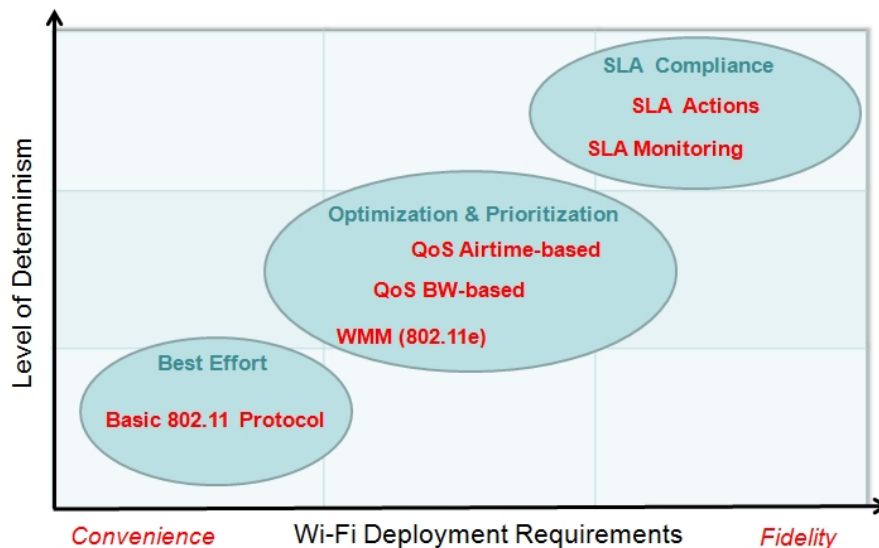 SLA Compliance
SLA Actions
SLA Monitoring
Optimization & Prioritization
QoS Airtime-based
QoS BW-based
WMM (802.11e)
Best Effort
Basic 802.11 Protocol
Level of Determinism
Convenience Wi-Fi Deployment Requirements Fidelity